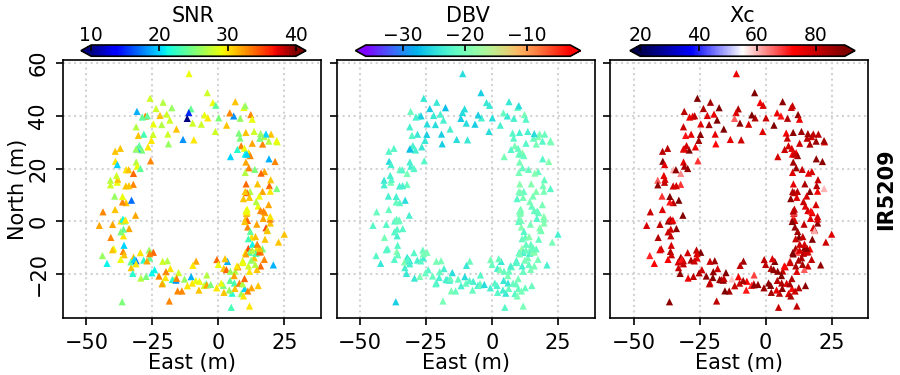 SNR DBV Xc
10 20 30 40 −30 −20 −10 20 40 60 80
60
40
20
0
−20
North (m)
IR5209
−50 −25 0 25 −50 −25 0 25 −50 −25 0 25
East (m) East (m) East (m)